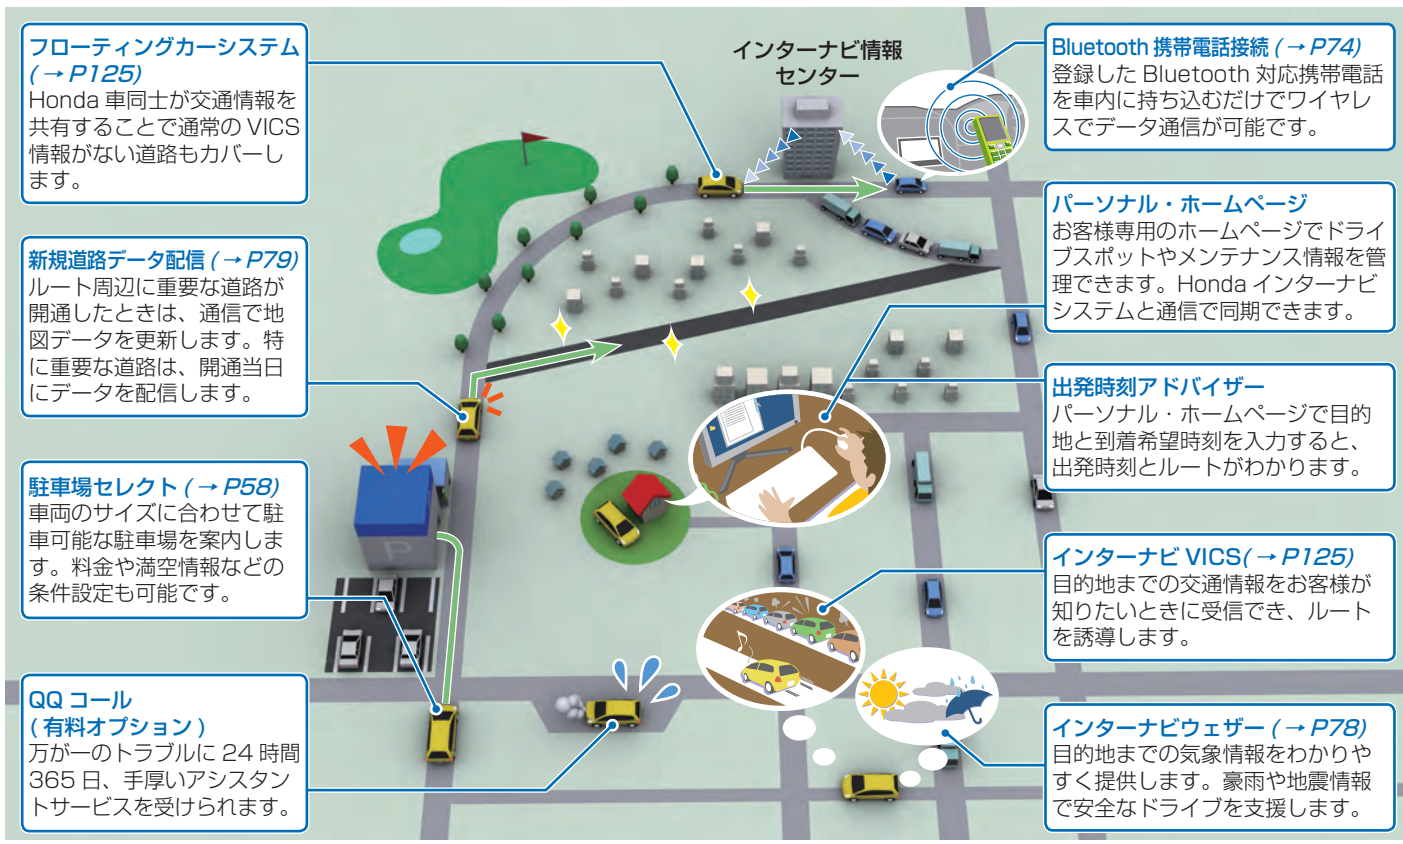 フローティングカーシステム
(→P125)
Honda 車同士が交通情報を
共有することで通常の VICS
情報がない道路もカバーし
ます。
新規道路データ配信 (→P79)
ルート周辺に重要な道路が
開通したときは、通信で地
図データを更新します。特
に重要な道路は、開通当日
にデータを配信します。
駐車場セレクト (→P58)
車両のサイズに合わせて駐
車可能な駐車場を案内しま
す。料金や満空情報などの
条件設定も可能です。
QQ コール
(有料オプション)
万が一のトラブルに 24 時間
365 日、手厚いアシスタン
トサービスを受けられます。
インターナビ情報
センター
P
Bluetooth 携帯電話接続 (→P74)
登録した Bluetooth 対応携帯電話
を車内に持ち込むだけでワイヤレ
スでデータ通信が可能です。
パーソナル・ホームページ
お客様専用のホームページでドライ
ブスポットやメンテナンス情報を管
理できます。Honda インターナビ
システムと通信で同期できます。
出発時刻アドバイザー
パーソナル・ホームページで目的
地と到着希望時刻を入力すると、
出発時刻とルートがわかります。
インターナビ VICS(→P125)
目的地までの交通情報をお客様が
知りたいときに受信でき、ルート
を誘導します。
インターナビウェザー (→P78)
目的地までの気象情報をわかりや
すく提供します。豪雨や地震情報
で安全なドライブを支援します。